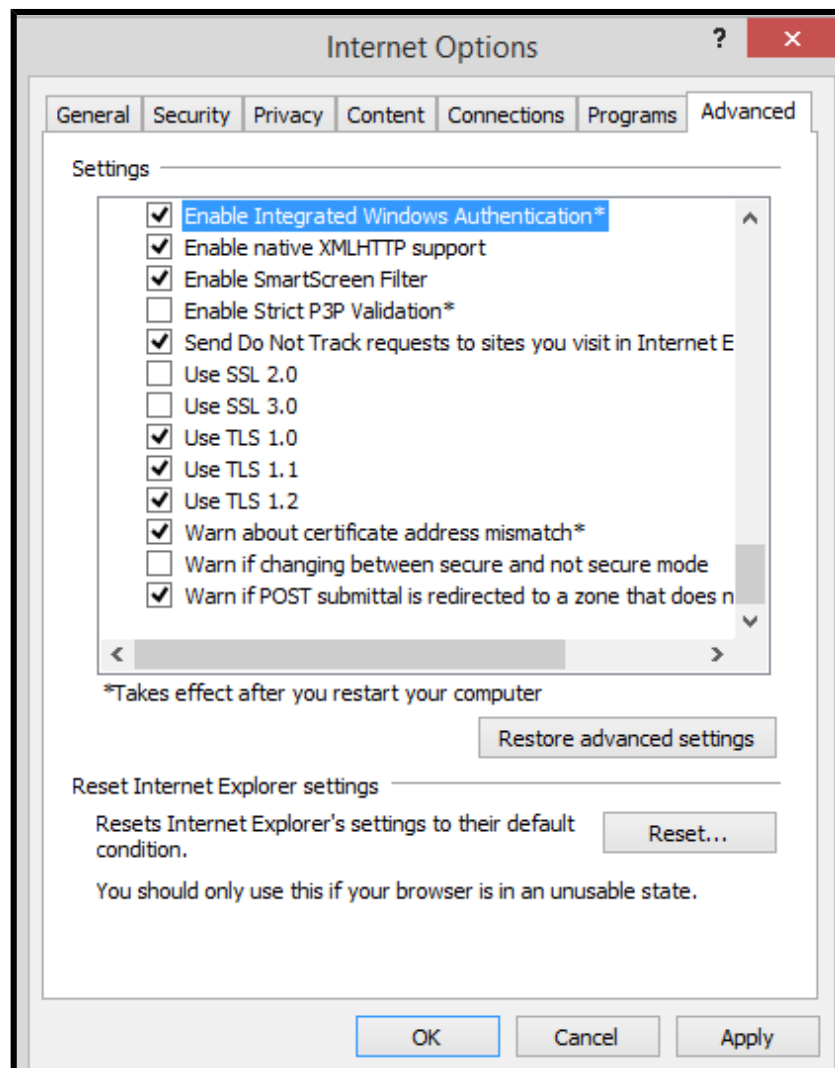 Internet Options
?
General Security Privacy Content Connections Programs Advanced
Settings
Enable Integrated Windows Authentication*
Enable native XMLHTTP support
Enable SmartScreen Filter
Enable Strict P3P Validation*
Send Do Not Track requests to sites you visit in Internet E
Use SSL 2.0
Use SSL 3.0
Use TLS 1.0
Use TLS 1.1
Use TLS 1.2
Warn about certificate address mismatch*
Warn if changing between secure and not secure mode
Warn if POST submittal is redirected to a zone that does n
*Takes effect after you restart your computer
Restore advanced settings
Reset Internet Explorer settings
Resets Internet Explorer's settings to their default
condition.
Reset...
You should only use this if your browser is in an unusable state.
OK Cancel Apply